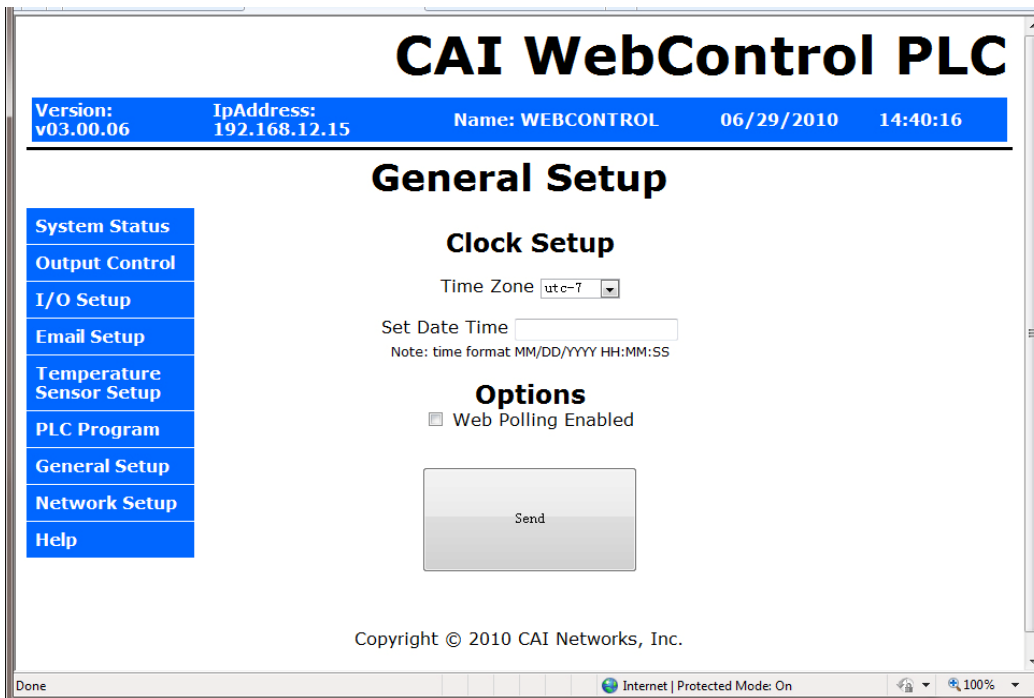 CAI WebControl PLC
Version: v03.00.06
IpAddress: 192.168.12.15
Name: WEBCONTROL
06/29/2010
14:40:16
General Setup
System Status
Output Control
I/O Setup
Email Setup
Temperature
Sensor Setup
PLC Program
General Setup
Network Setup
Help
Clock Setup
Time Zone utc-7
Set Date Time
Note: time format MM/DD/YYYY HH:MM:SS
Options
Web Polling Enabled
Send
Copyright © 2010 CAI Networks, Inc.
Done
Internet | Protected Mode: On
100%